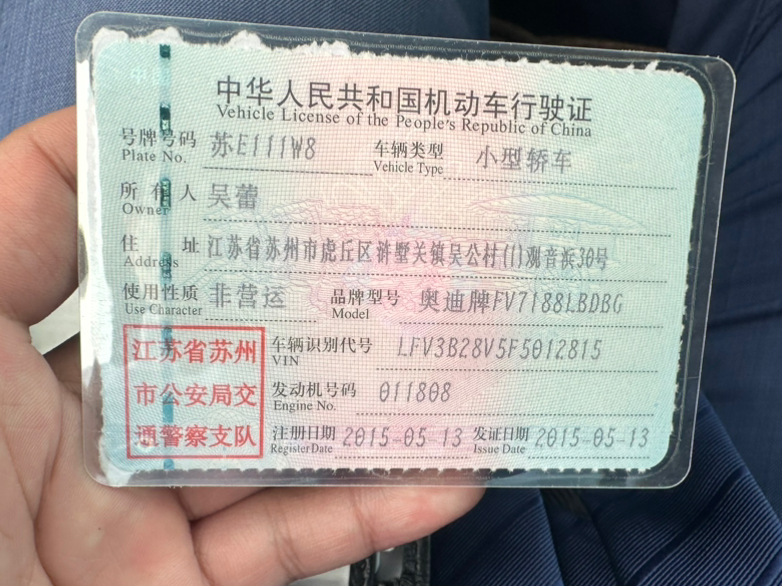 中华人民共和国机动车行驶证
Vehicle License of the People's Republic of China
号牌号码 苏E111W8 车辆类型 小型轿车
Plate No. Vehicle Type
所有人 吴蕾
Owner
住址 江苏省苏州市虎丘区浒墅关镇吴公村(1)观音浜30号
Address
使用性质 非营运 品牌型号 奥迪牌FV7188LBDBG
Use Character Model
江苏省苏州
市公安局交
通警察支队
车辆识别代号 LFV3B28V5F5012815
VIN
发动机号码 011808
Engine No.
注册日期 2015-05-13 发证日期 2015-05-13
Register Date Issue Date